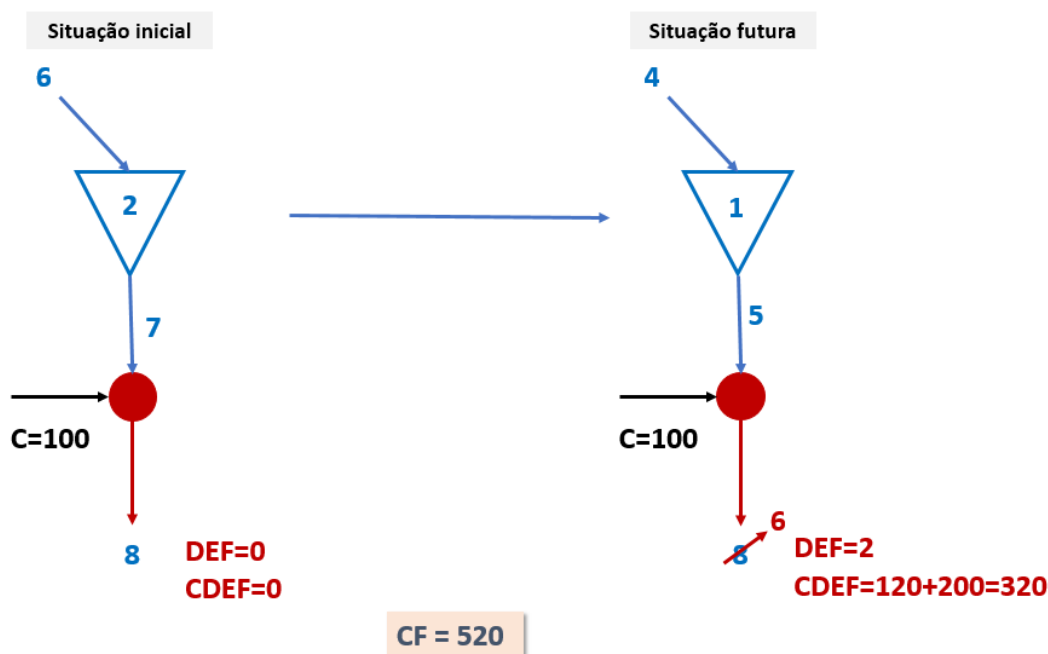 Situação inicial
Situação futura
6
4
2
1
7
5
C=100
C=100
6
8
DEF=0
8
DEF=2
CDEF=0
CDEF=120+200=320
CF = 520